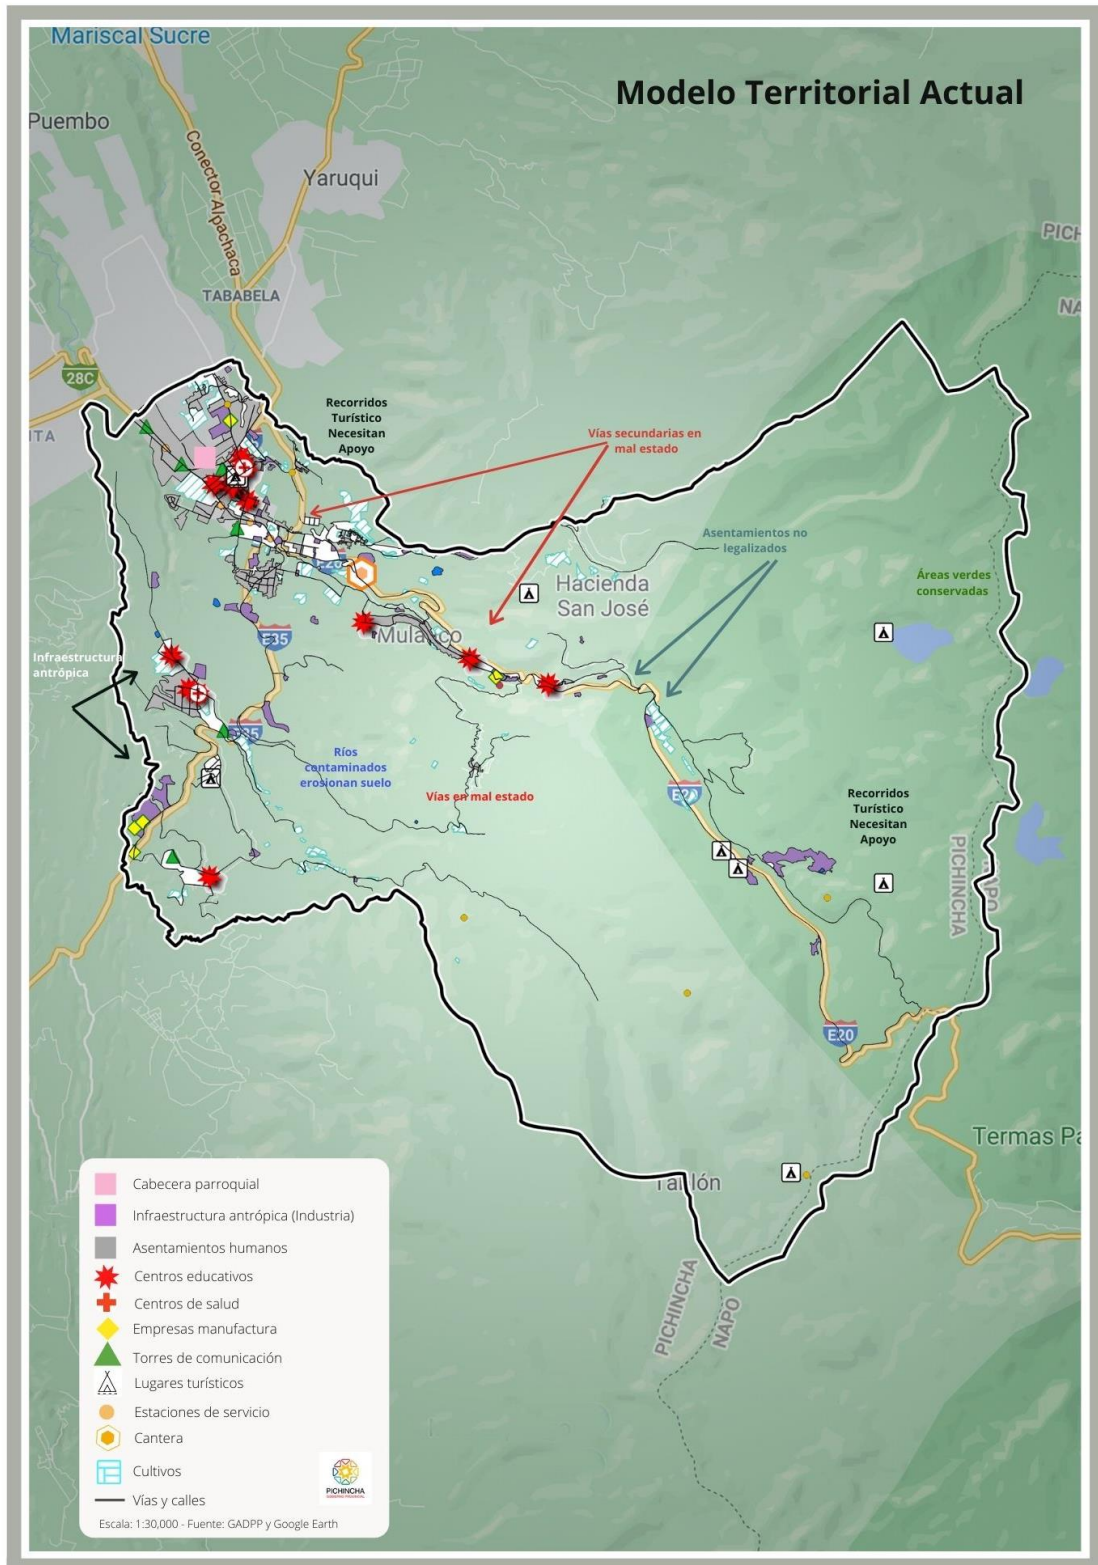 Mariscal Sucre
Modelo Territorial Actual
Puembo
Conector Alpachaca
Yaruqui
PICH
TABABELA
NA
28C
ITA
Recorridos
Turístico
Necesitan
Apoyo
Vías secundarias en
mal estado
Asentamientos no
legalizados
Áreas verdes
conservadas
Hacienda
San José
E35
Infraestructura
antrópica
Ríos
contaminados
erosionan suelo
Vías en mal estado
Recorridos
Turístico
Necesitan
Apoyo
PICHINCHA
E20
Termas Pa
PICHINCHA
NAPO
Cabecera parroquial
Infraestructura antrópica (Industria)
Asentamientos humanos
Centros educativos
Centros de salud
Empresas manufactura
Torres de comunicación
Lugares turísticos
Estaciones de servicio
Cantera
Cultivos
Vías y calles
PICHINCHA
Escala: 1:30,000 - Fuente: GADPP y Google Earth